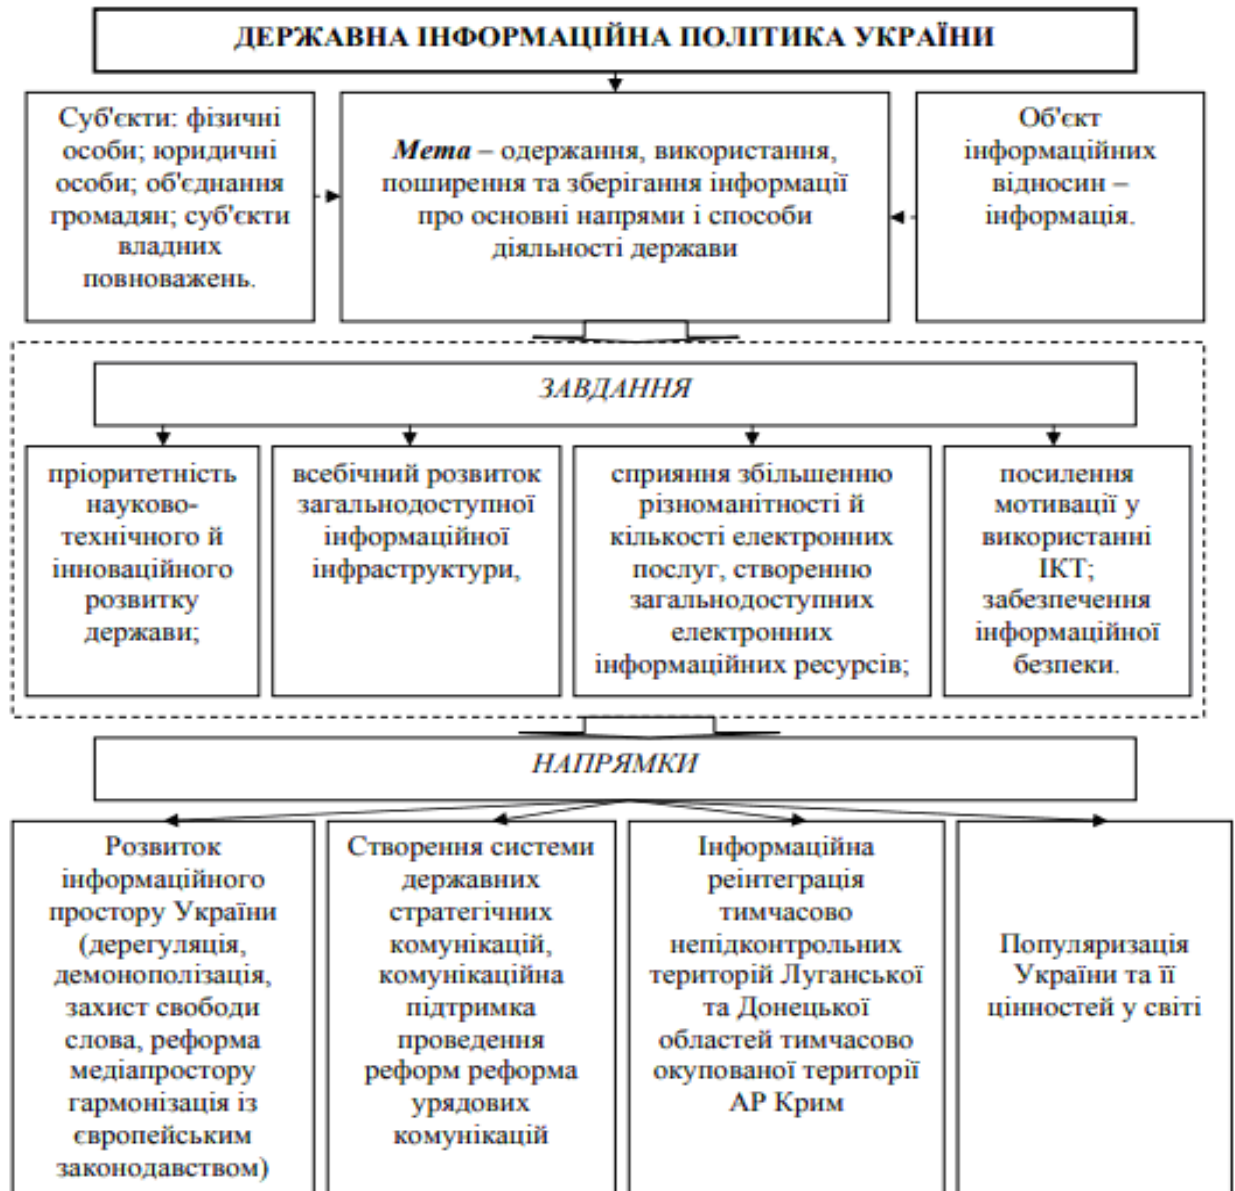 ДЕРЖАВНА ІНФОРМАЦІЙНА ПОЛІТИКА УКРАЇНИ
Суб'єкти: фізичні
особи; юридичні
особи; об'єднання
громадян; суб'єкти
владних
повноважень.
Мета – одержання, використання,
поширення та зберігання інформації
про основні напрями і способи
діяльності держави
Об'єкт
інформаційних
відносин –
інформація.
ЗАВДАННЯ
пріоритетність
науково-
технічного й
інноваційного
розвитку
держави;
всебічний розвиток
загальнодоступної
інформаційної
інфраструктури,
сприяння збільшенню
різноманітності й
кількості електронних
послуг, створенню
загальнодоступних
електронних
інформаційних ресурсів;
посилення
мотивації у
використанні
ІКТ;
забезпечення
інформаційної
безпеки.
НАПРЯМКИ
Розвиток
інформаційного
простору України
(дерегуляція,
демонополізація,
захист свободи
слова, реформа
медіапростору
гармонізація із
європейським
законодавством)
Створення системи
державних
стратегічних
комунікацій,
комунікаційна
підтримка
проведення
реформ реформа
урядових
комунікацій
Інформаційна
реінтеграція
тимчасово
непідконтрольних
територій Луганської
та Донецької
областей тимчасово
окупованої території
АР Крим
Популяризація
України та її
цінностей у світі